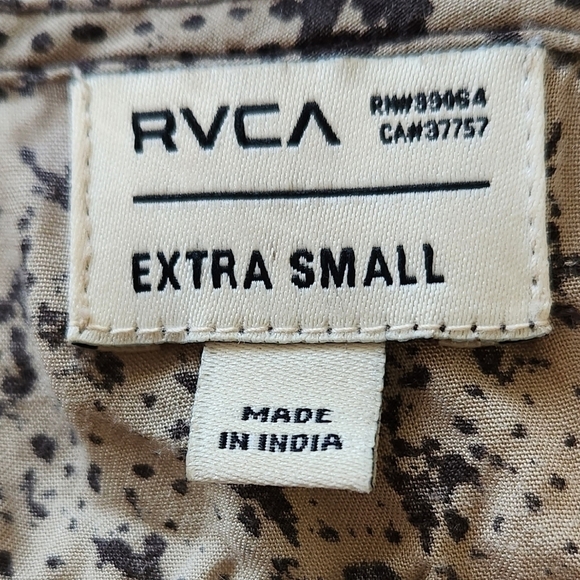 RVCA
RN#89064
CA#37757
EXTRA SMALL
MADE
IN INDIA